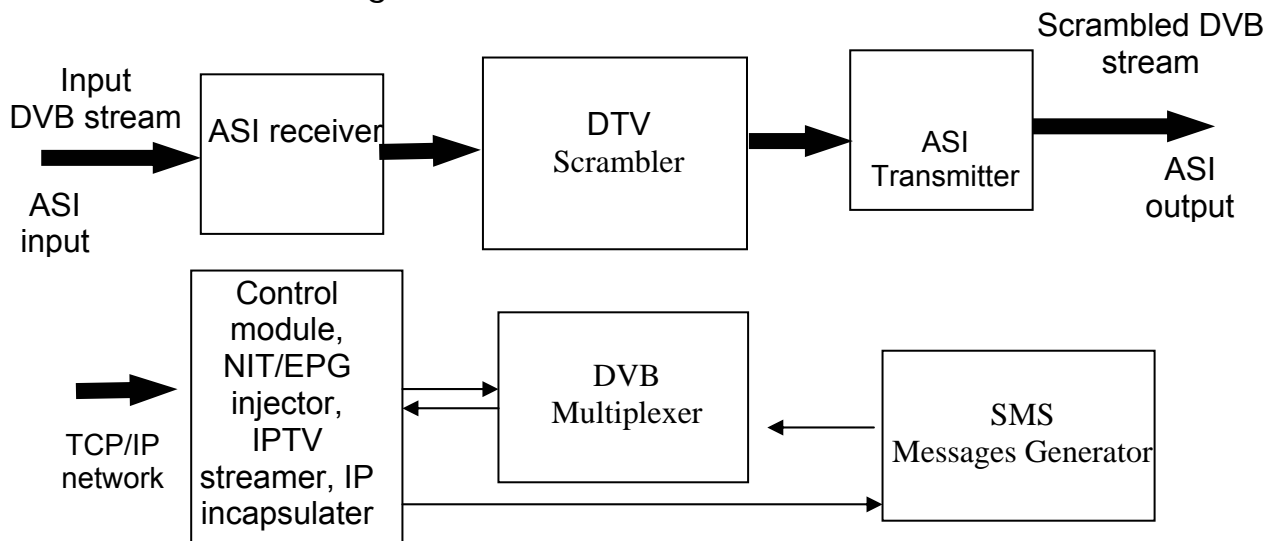 Input
DVB stream
ASI
input
ASI receiver
DTV
Scrambler
ASI
Transmitter
Scrambled DVB
stream
ASI
output
TCP/IP
network
Control
module,
NIT/EPG
injector,
IPTV
streamer, IP
incapsulater
DVB
Multiplexer
SMS
Messages Generator